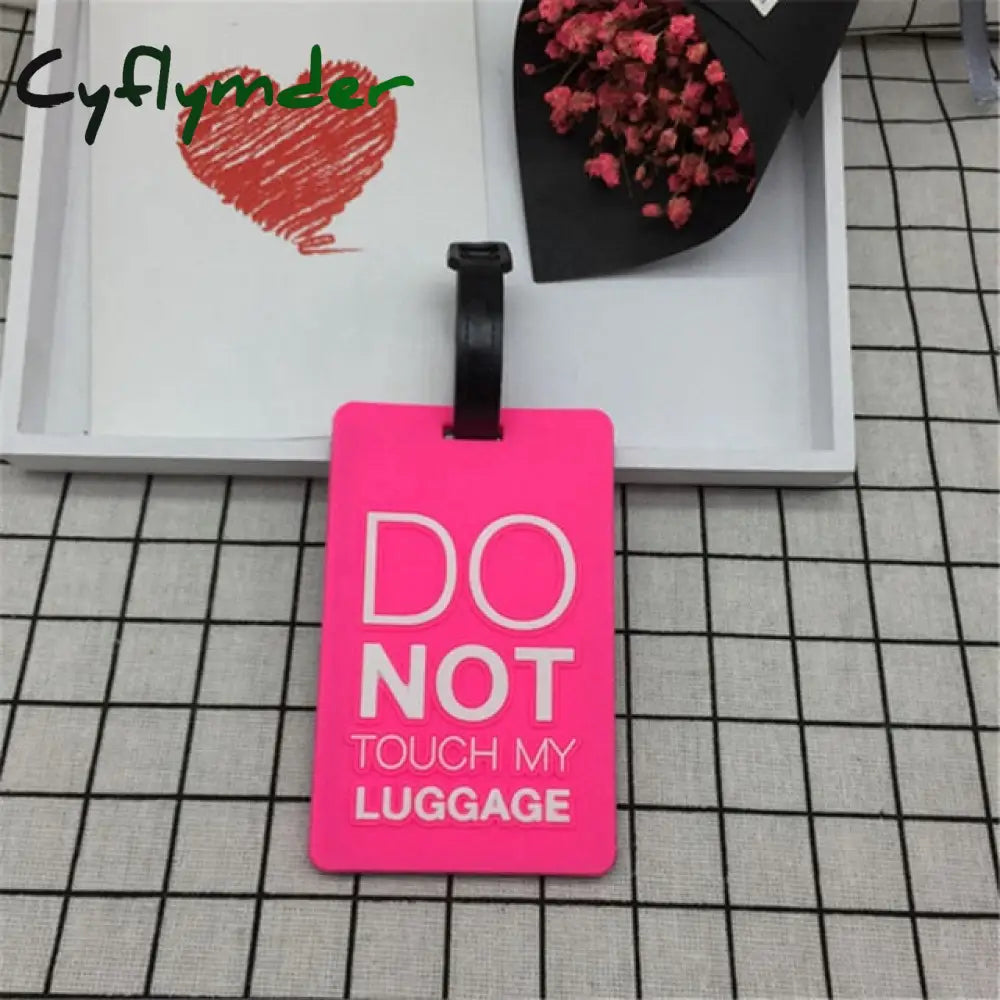 Cyflymder
DO
NOT
TOUCH MY
LUGGAGE